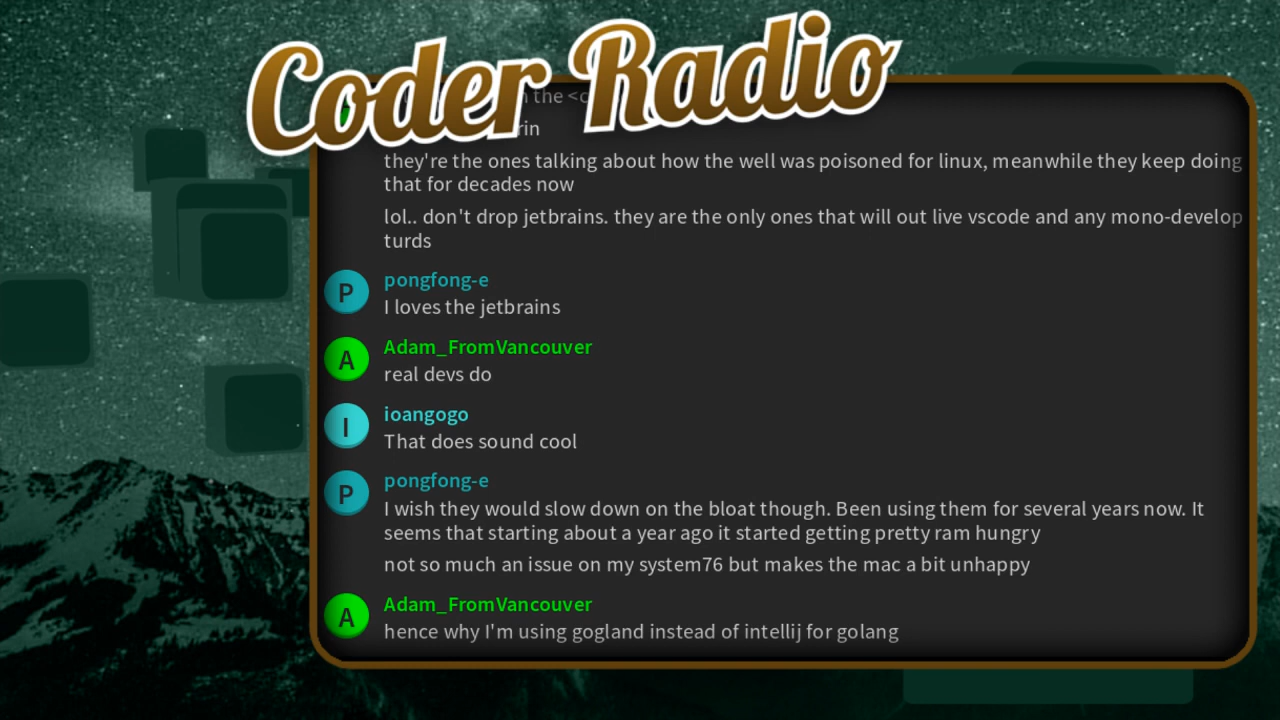 Coder Radio
the
they're the ones talking about how the well was poisoned for linux, meanwhile they keep doing
that for decades now
lol.. don't drop jetbrains. they are the only ones that will out live vscode and any mono-develop
turds
P
pongfong-e
I loves the jetbrains
A
Adam_FromVancouver
real devs do
I
ioangogo
That does sound cool
P
pongfong-e
I wish they would slow down on the bloat though. Been using them for several years now. It
seems that starting about a year ago it started getting pretty ram hungry
not so much an issue on my system76 but makes the mac a bit unhappy
A
Adam_FromVancouver
hence why I'm using gogland instead of intellij for golang